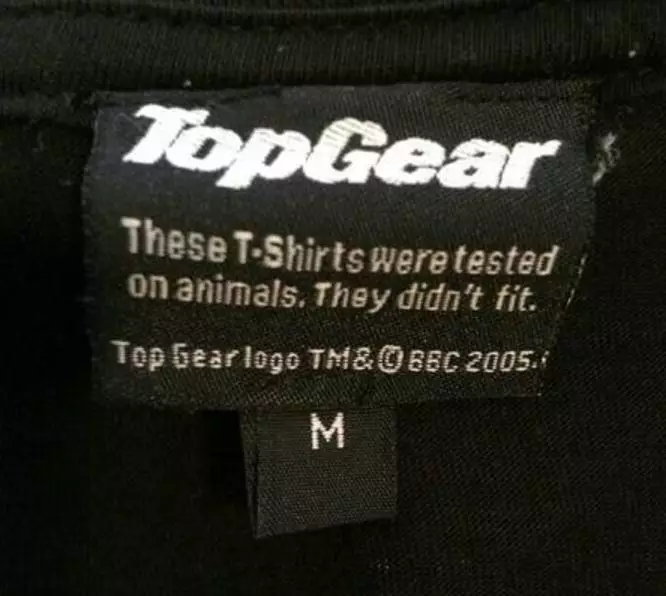 TopGear
These T-Shirts were tested
on animals. They didn't fit.
Top Gear logo TM & © BBC 2005.
M